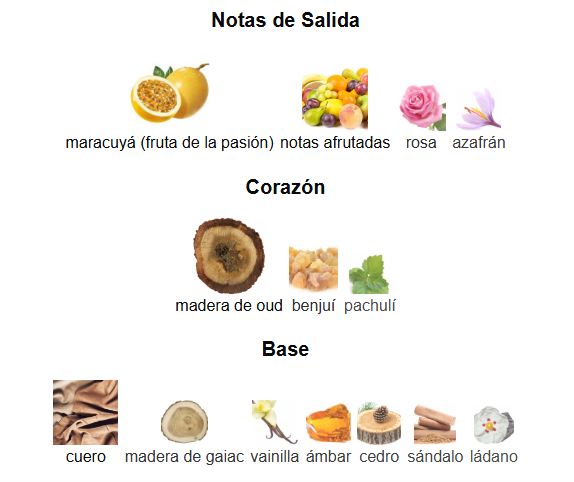 Notas de Salida
maracuyá (fruta de la pasión) notas afrutadas rosa azafrán
Corazón
madera de oud benjuí pachulí
Base
cuero madera de gaiac vainilla ámbar cedro sándalo ládano